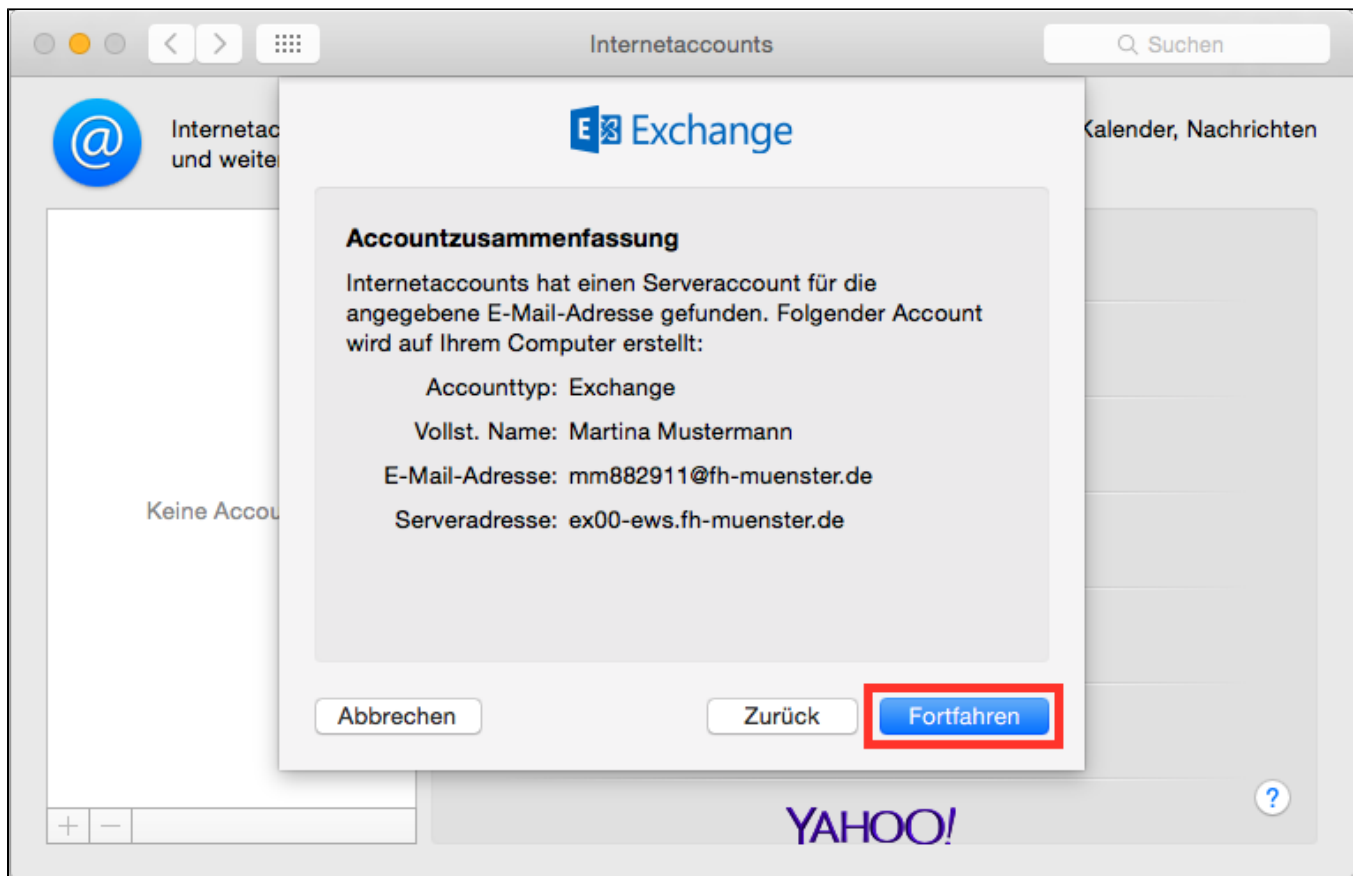 Internetaccounts
Suchen
Internetac
und weite
Kalender, Nachrichten
E Exchange
Accountzusammenfassung
Internetaccounts hat einen Serveraccount für die
angegebene E-Mail-Adresse gefunden. Folgender Account
wird auf Ihrem Computer erstellt:
Accounttyp: Exchange
Vollst. Name: Martina Mustermann
E-Mail-Adresse: mm882911@fh-muenster.de
Serveradresse: ex00-ews.fh-muenster.de
Keine Accou
Abbrechen
Zurück
Fortfahren
YAHOO!
?